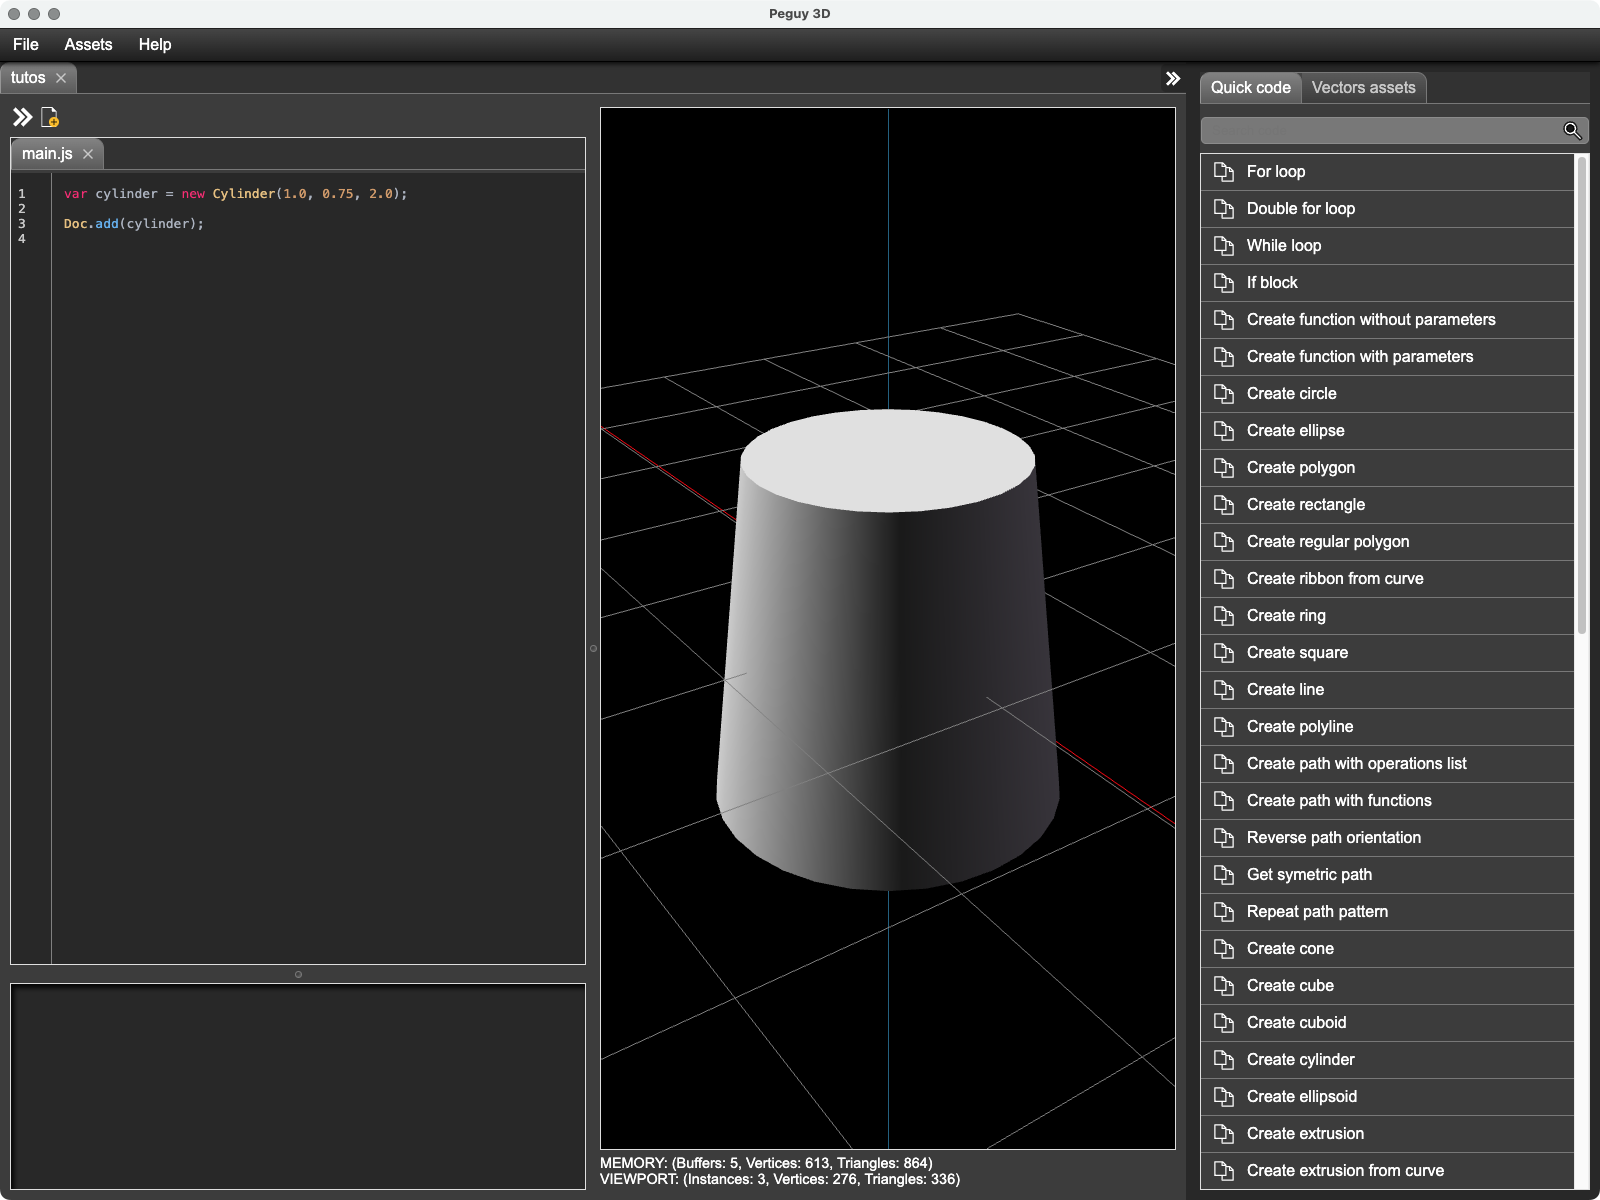 Peguy 3D
File Assets Help
tutos
Quick code Vectors assets
main.js
1 var cylinder = new Cylinder(1.0, 0.75, 2.0);
2
3 Doc.add(cylinder);
4
For loop
Double for loop
While loop
If block
Create function without parameters
Create function with parameters
Create circle
Create ellipse
Create polygon
Create rectangle
Create regular polygon
Create ribbon from curve
Create ring
Create square
Create line
Create polyline
Create path with operations list
Create path with functions
Reverse path orientation
Get symetric path
Repeat path pattern
Create cone
Create cube
Create cuboid
Create cylinder
Create ellipsoid
Create extrusion
Create extrusion from curve
MEMORY: (Buffers: 5, Vertices: 613, Triangles: 864)
VIEWPORT: (Instances: 3, Vertices: 276, Triangles: 336)